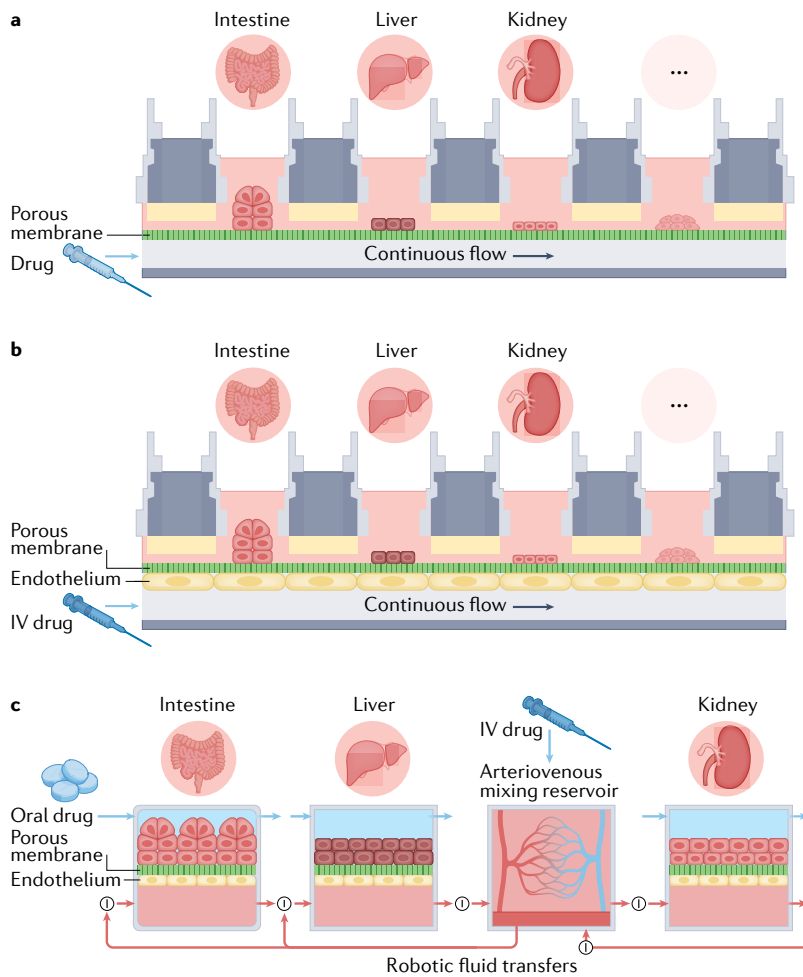 a
Intestine
Liver
Kidney
...
Porous
membrane
Drug
Continuous flow
b
Intestine
Liver
Kidney
...
Porous
membrane
Endothelium
IV drug
Continuous flow
c
Intestine
Liver
IV drug
Kidney
Arteriovenous
mixing reservoir
Oral drug
Porous
membrane
Endothelium
Robotic fluid transfers